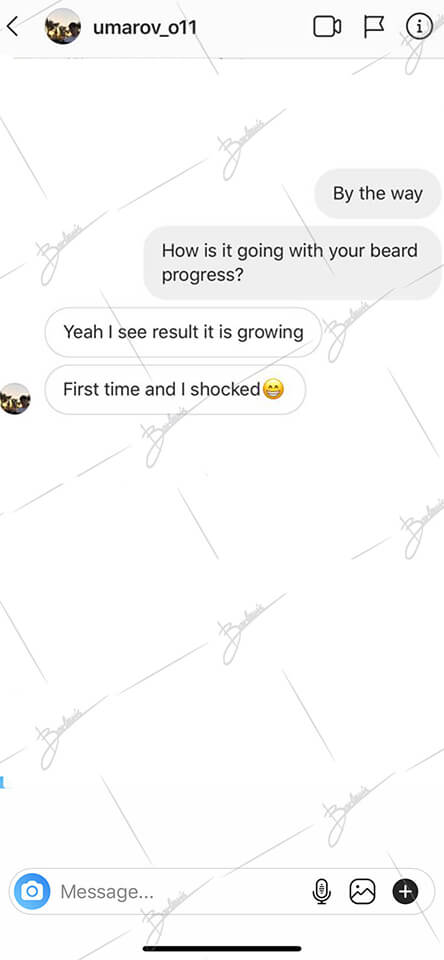 umarov_o11
By the way
How is it going with your beard
progress?
Yeah I see result it is growing
First time and I shocked😁
Message...